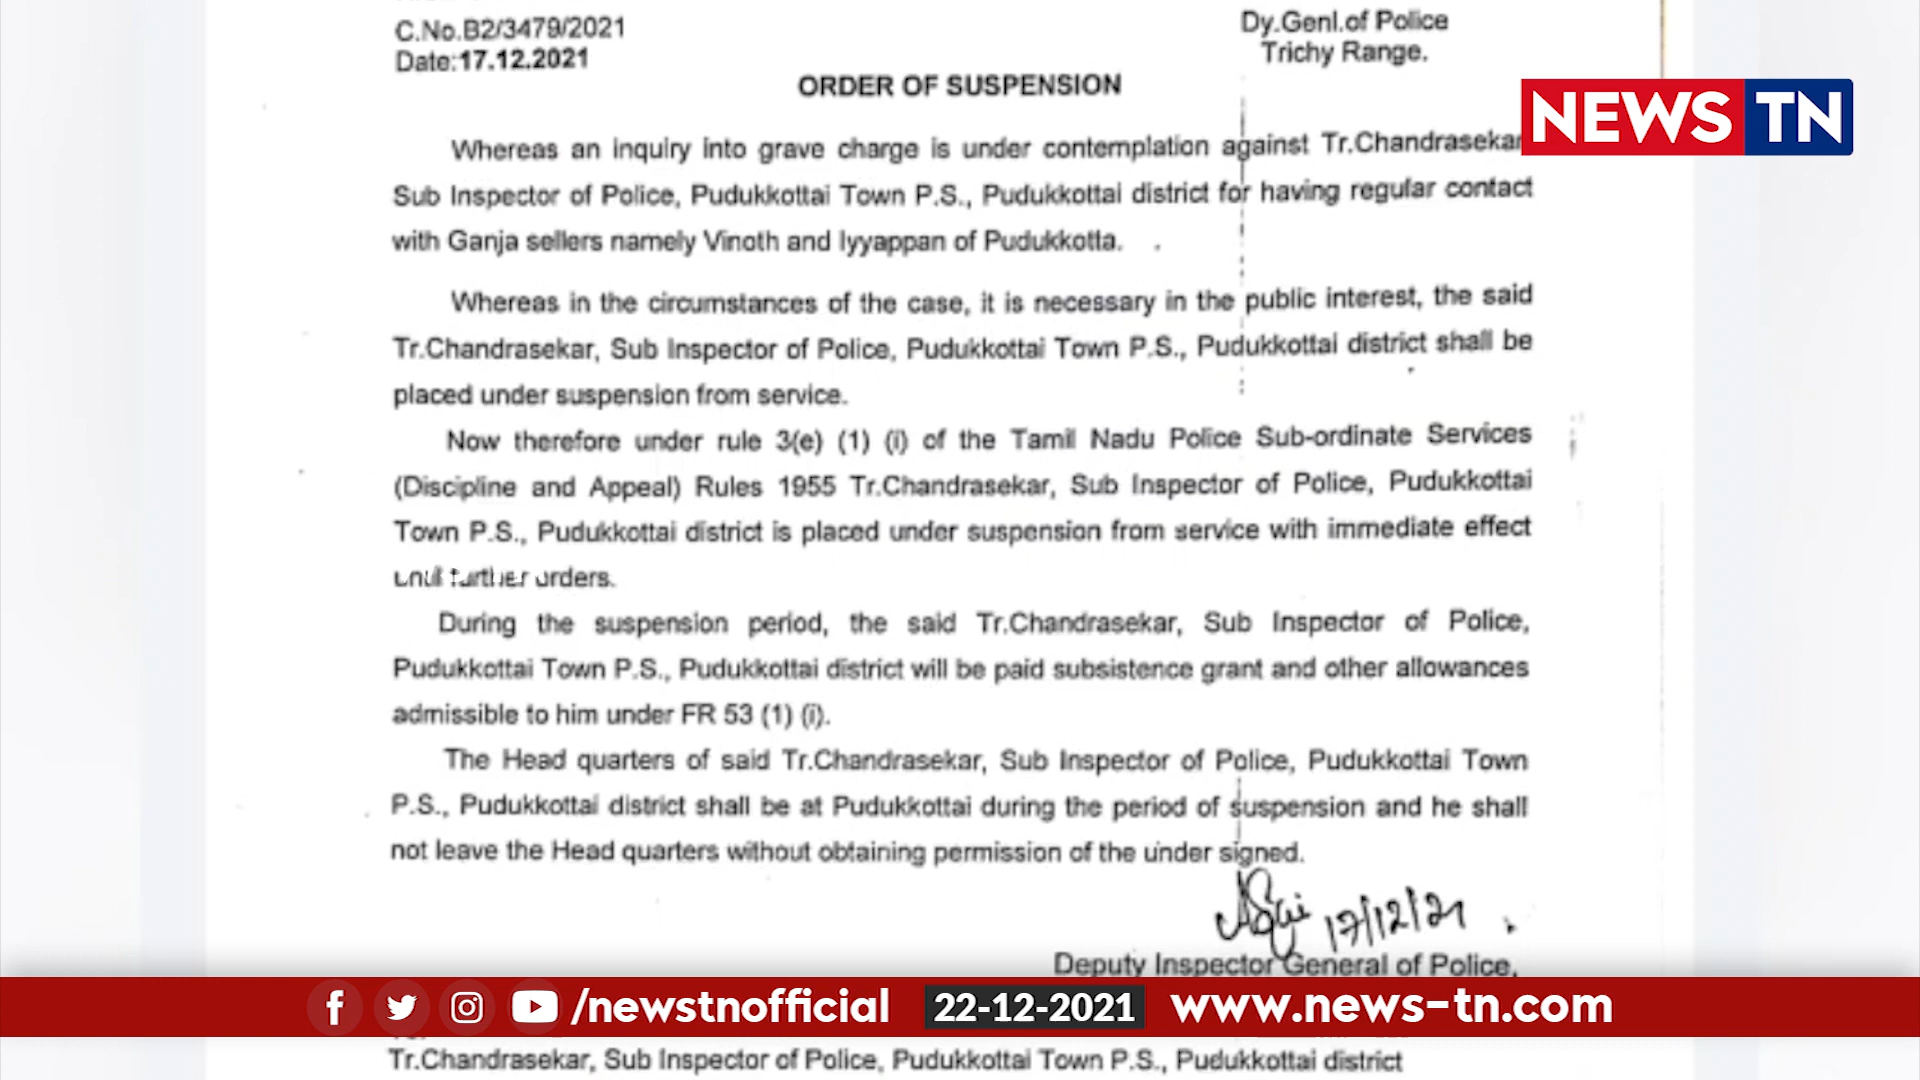 C.No.B2/3479/2021
Date:17.12.2021
Dy.Genl.of Police
Trichy Range.
ORDER OF SUSPENSION
NEWS TN
Whereas an inquiry into grave charge is under contemplation against Tr.Chandrasekar
Sub Inspector of Police, Pudukkottai Town P.S., Pudukkottai district for having regular contact
with Ganja sellers namely Vinoth and Iyyappan of Pudukkotta.
Whereas in the circumstances of the case, it is necessary in the public interest, the said
Tr.Chandrasekar, Sub Inspector of Police, Pudukkottai Town P.S., Pudukkottai district shall be
placed under suspension from service.
Now therefore under rule 3(e) (1) (i) of the Tamil Nadu Police Sub-ordinate Services
(Discipline and Appeal) Rules 1955 Tr.Chandrasekar, Sub Inspector of Police, Pudukkottai
Town P.S., Pudukkottai district is placed under suspension from service with immediate effect
until further orders.
During the suspension period, the said Tr.Chandrasekar, Sub Inspector of Police,
Pudukkottai Town P.S., Pudukkottai district will be paid subsistence grant and other allowances
admissible to him under FR 53 (1) (i).
The Head quarters of said Tr.Chandrasekar, Sub Inspector of Police, Pudukkottai Town
P.S., Pudukkottai district shall be at Pudukkottai during the period of suspension and he shall
not leave the Head quarters without obtaining permission of the under signed.
17/12/21
Deputy Inspector General of Police,
/newstnofficial 22-12-2021 www.news-tn.com
Tr.Chandrasekar, Sub Inspector of Police, Pudukkottai Town P.S., Pudukkottai district